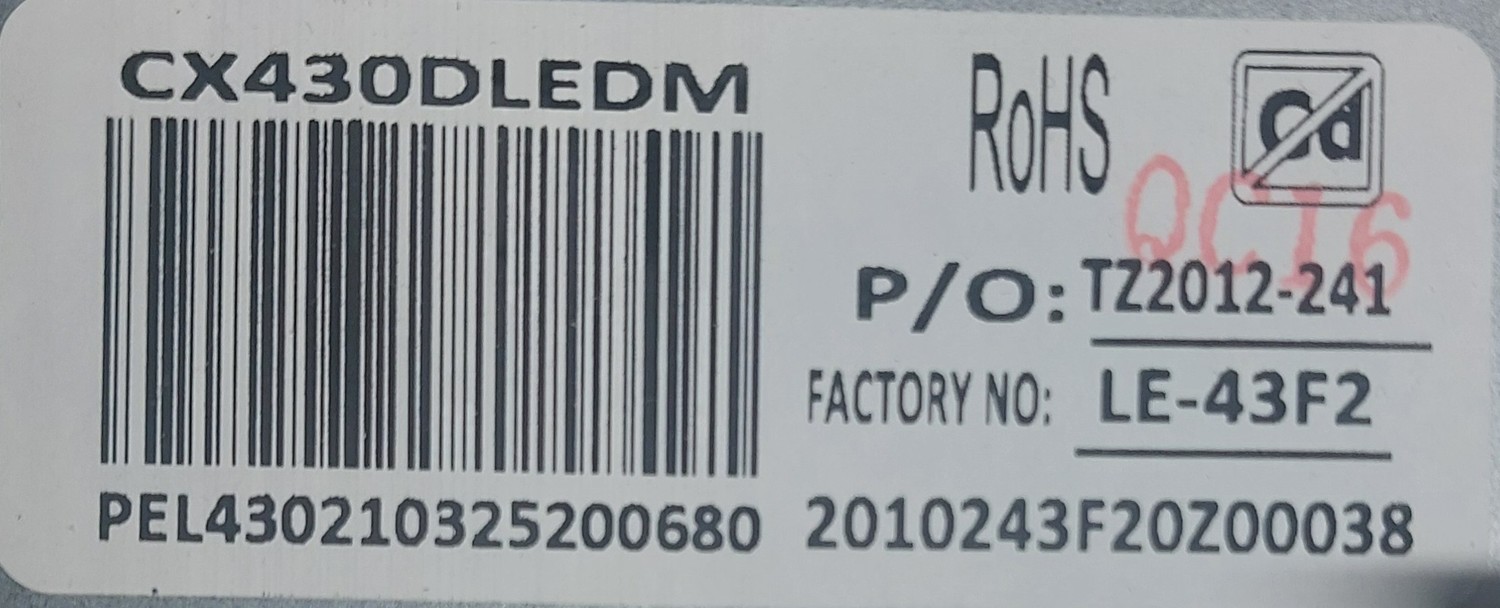 CX430DLEDM
PEL430210325200680
RoHS
Cd
QC16
P/O: TZ2012-241
FACTORY NO: LE-43F2
2010243F20Z00038